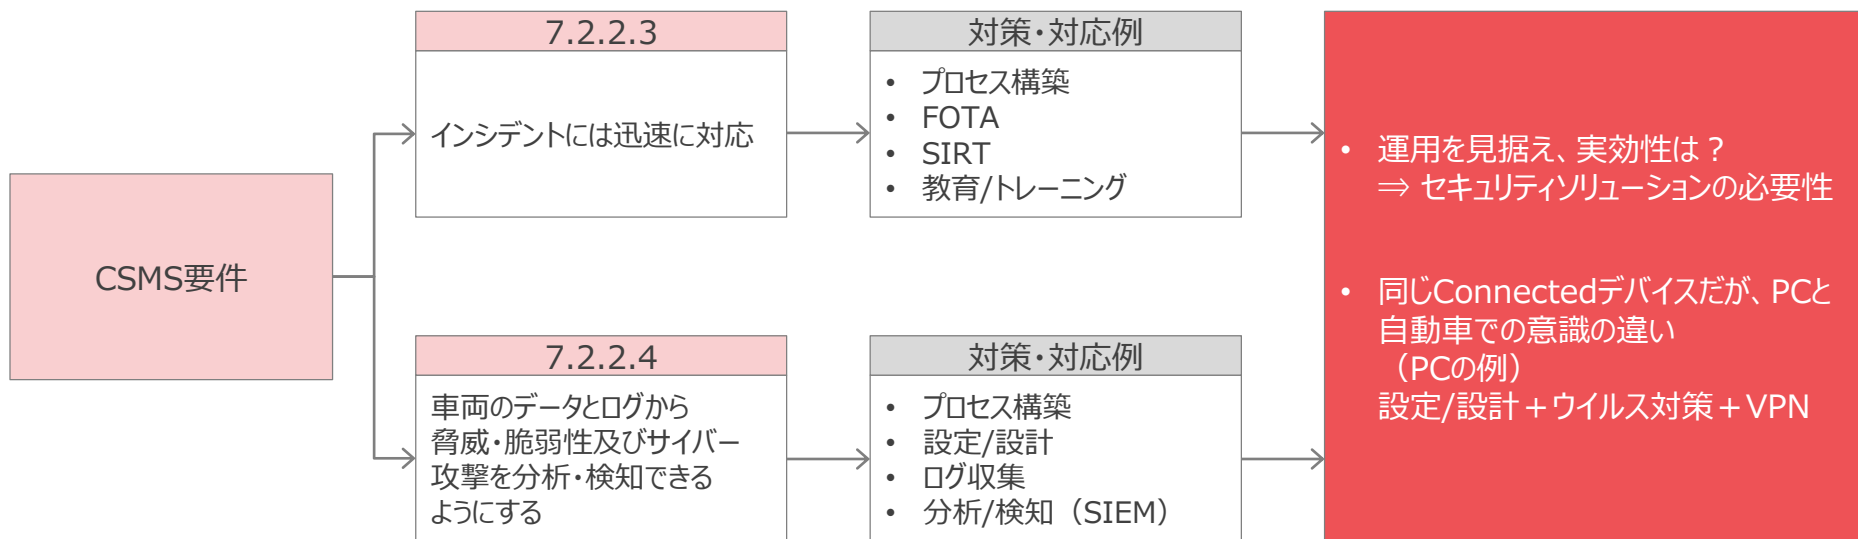 CSMS要件
7.2.2.3
インシデントには迅速に対応
対策・対応例
• プロセス構築
• FOTA
• SIRT
• 教育/トレーニング
7.2.2.4
車両のデータとログから
脅威・脆弱性及びサイバー
攻撃を分析・検知できる
ようにする
対策・対応例
• プロセス構築
• 設定/設計
• ログ収集
• 分析/検知（SIEM）
• 運用を見据え、実効性は？
⇒ セキュリティソリューションの必要性
• 同じConnectedデバイスだが、PCと
自動車での意識の違い
（PCの例）
設定/設計＋ウイルス対策＋VPN